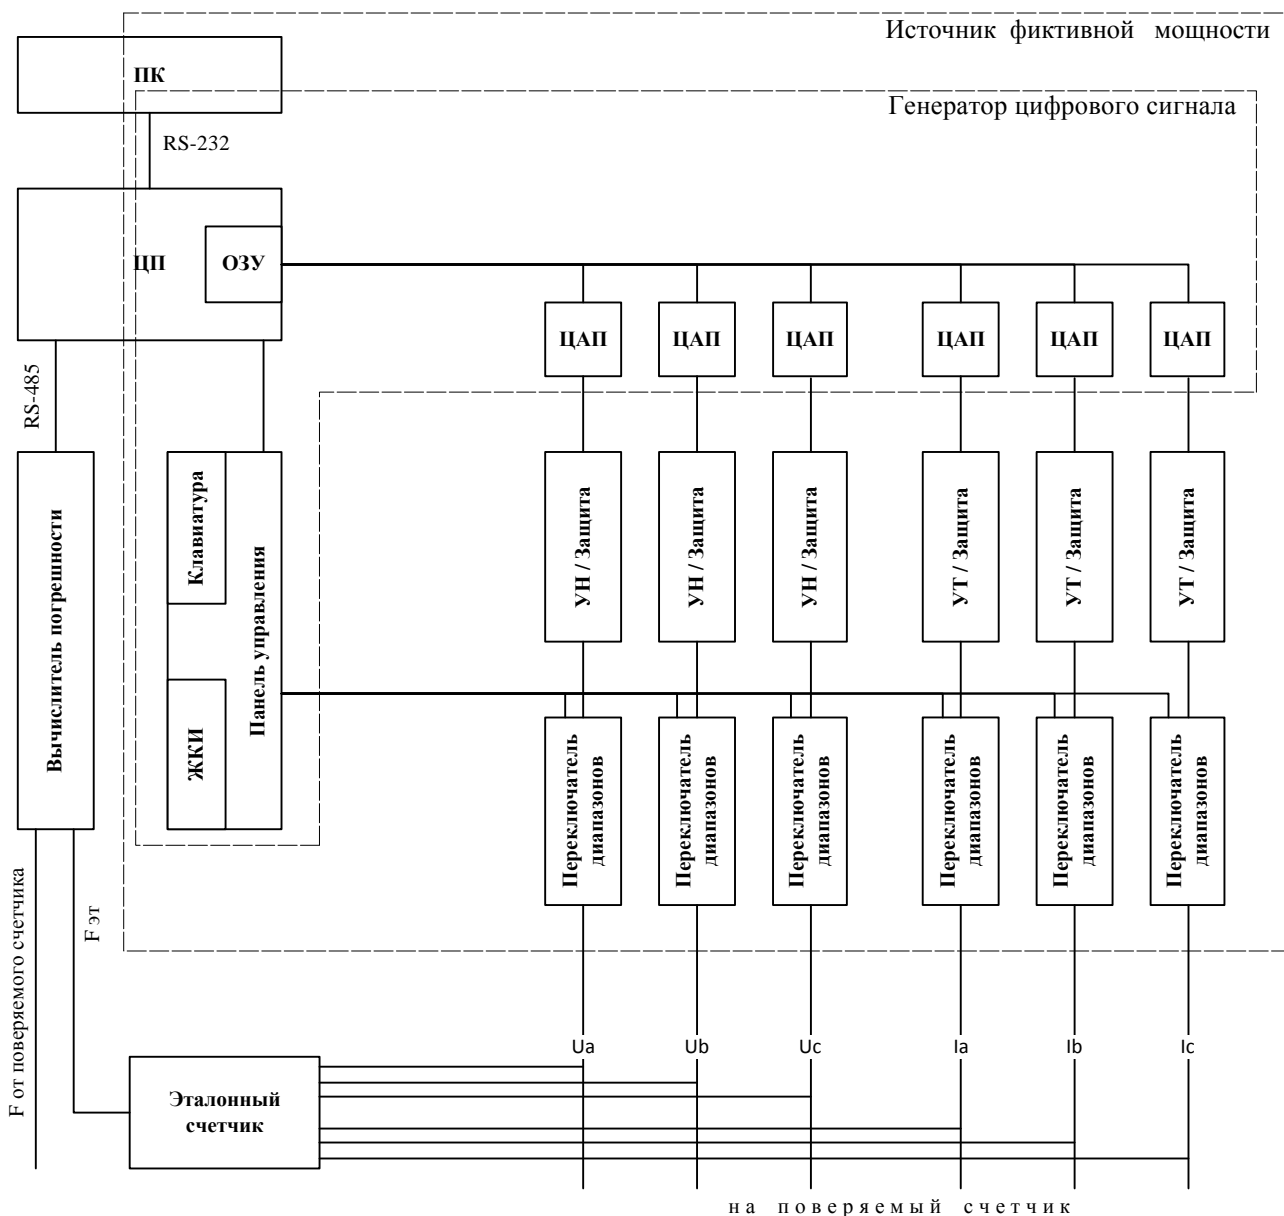 Источник фиктивной мощности
ПК
Генератор цифрового сигнала
RS-232
ЦП
ОЗУ
ЦАП
ЦАП
ЦАП
ЦАП
ЦАП
ЦАП
RS-485
Вычислитель погрешности
Клавиатура
ЖКИ
Панель управления
УН / Защита
УН / Защита
УН / Защита
УТ / Защита
УТ / Защита
УТ / Защита
Переключатель
диапазонов
Переключатель
диапазонов
Переключатель
диапазонов
Переключатель
диапазонов
Переключатель
диапазонов
Переключатель
диапазонов
F от поверяемого счетчика
F эт
Ua
Ub
Uc
Ia
Ib
Ic
Эталонный
счетчик
на поверяемый счетчик